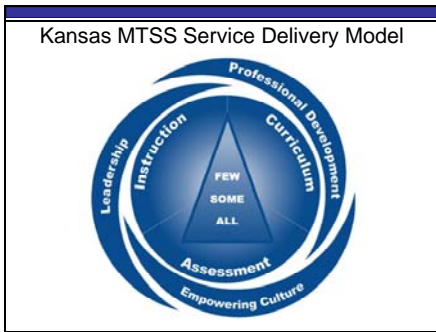 Kansas MTSS Service Delivery Model
Professional Development
Leadership
Instruction
Curriculum
FEW
SOME
ALL
Assessment
Empowering Culture